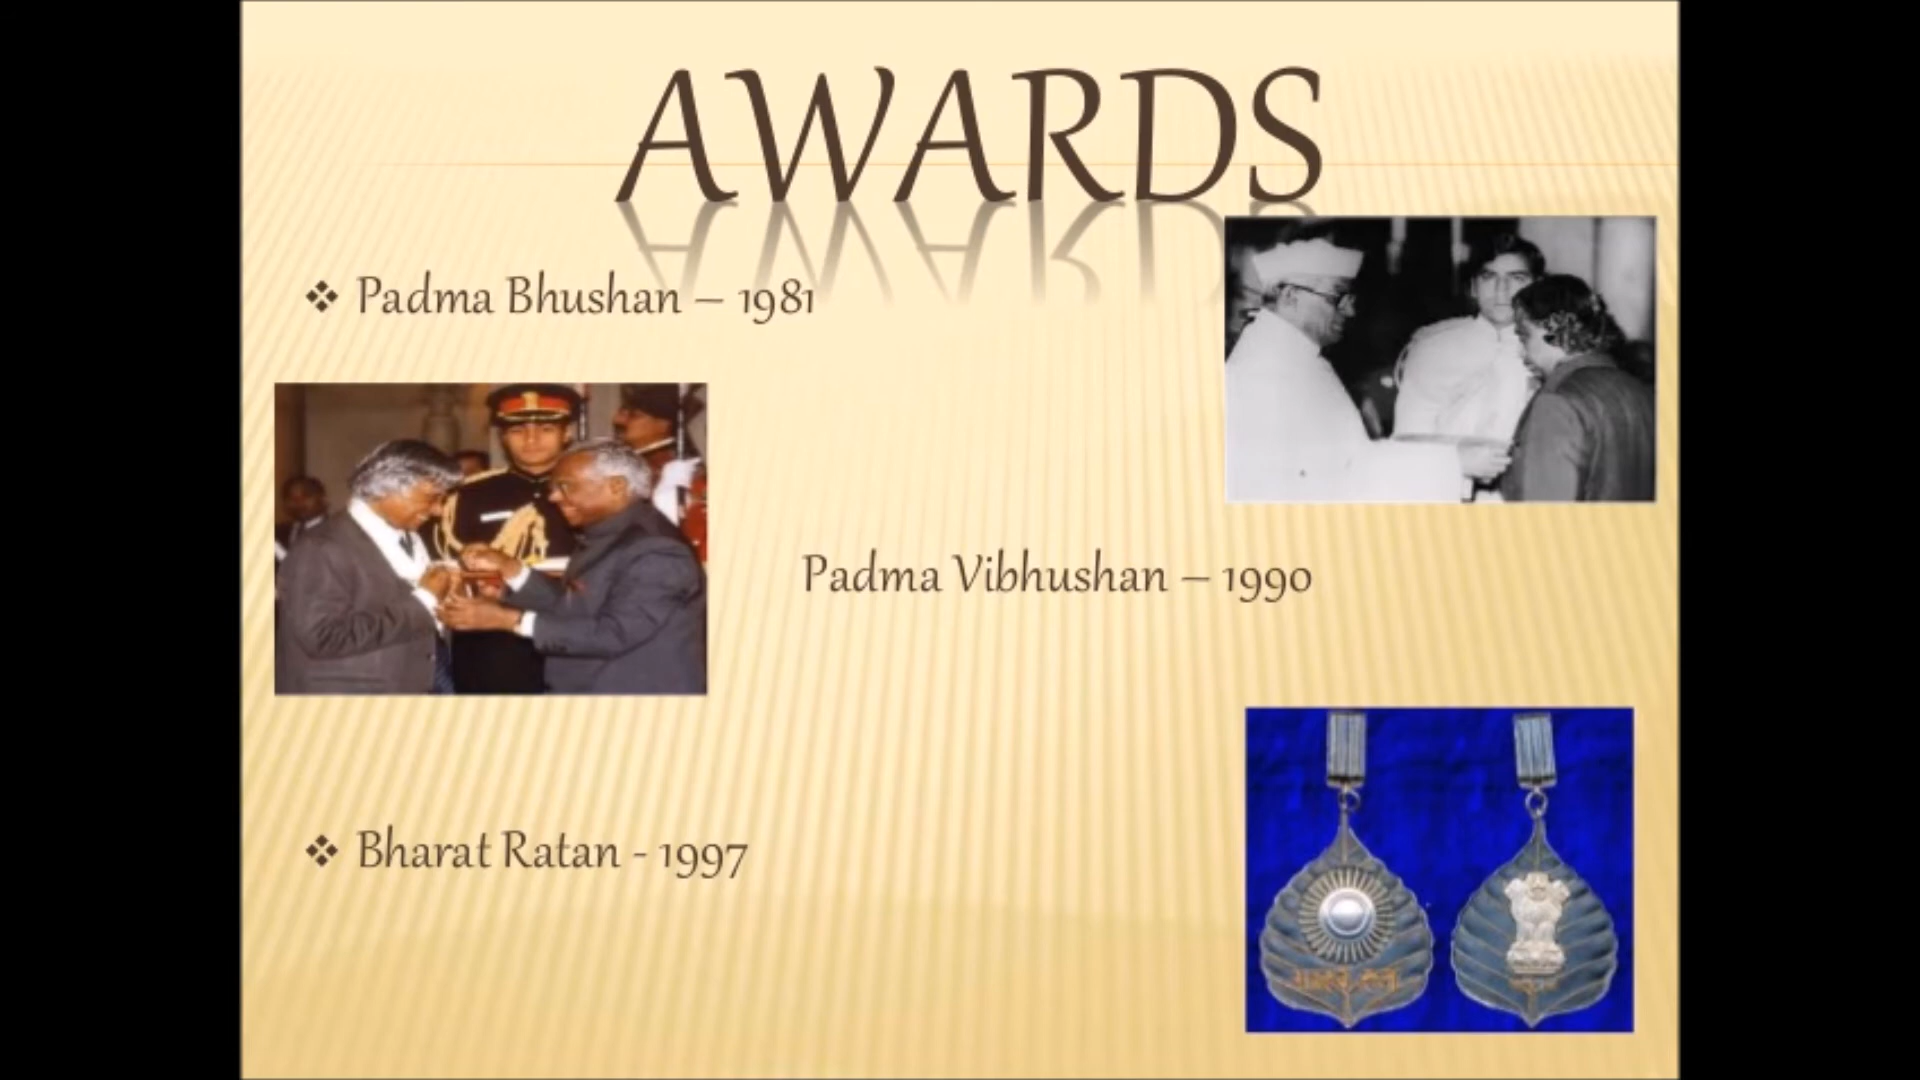 AWARDS
❖ Padma Bhushan – 1981
Padma Vibhushan – 1990
❖ Bharat Ratan - 1997